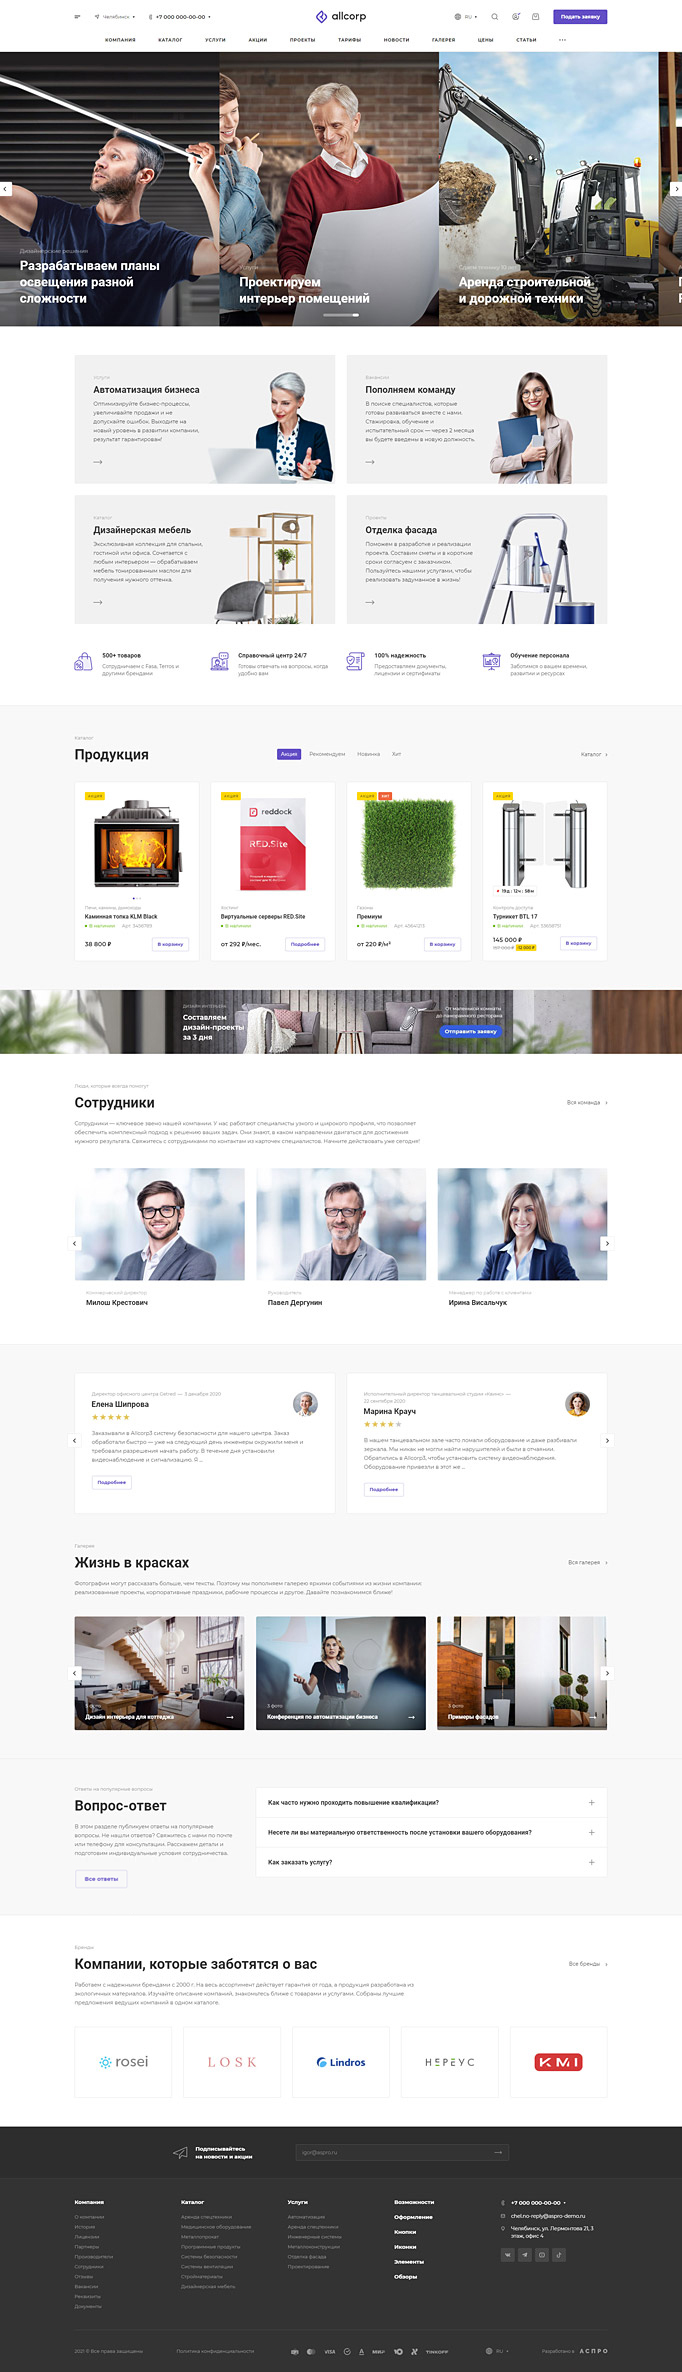 Челябинск
+7 000 000-00-00
allcorp
RU
Подать заявку
КОМПАНИЯ
КАТАЛОГ
УСЛУГИ
АКЦИИ
ПРОЕКТЫ
ТАРИФЫ
НОВОСТИ
ГАЛЕРЕЯ
ЦЕНЫ
СТАТЬИ
Дизайнерские решения
Разрабатываем планы
освещения разной
сложности
Услуги
Проектируем
интерьер помещений
Аренда строительной
и дорожной техники
Услуги
Автоматизация бизнеса
Оптимизируйте бизнес-процессы,
увеличивайте продажи и не
допускайте ошибок. Выходите на
новый уровень в развитии компании,
результат гарантирован!
Вакансии
Пополняем команду
В поиске специалистов, которые
готовы развиваться вместе с нами.
Стажировка, обучение и
испытательный срок — через 2 месяца
вы будете введены в новую должность.
Каталог
Дизайнерская мебель
Эксклюзивная коллекция для спальни,
гостиной или офиса. Сочетается с
любым интерьером — обрабатываем
мебель тонированным маслом для
получения нужного оттенка.
Проекты
Отделка фасада
Поможем в разработке и реализации
проекта. Составим сметы и в короткие
сроки согласуем с заказчиком.
Пользуйтесь нашими услугами, чтобы
реализовать задуманное в жизнь!
500+ товаров
Сотрудничаем с Fasa, Terros и
другими брендами
Справочный центр 24/7
Готовы отвечать на вопросы, когда
удобно вам
100% надежность
Предоставляем документы,
лицензии и сертификаты
Обучение персонала
Заботимся о вашем времени,
развитии и ресурсах
Каталог
Продукция
Акция
Рекомендуем
Новинка
Хит
Каталог
АКЦИЯ
Печи, камины, дымоходы
Каминная топка KLM Black
В наличии
Арт. 3456789
38 800 ₽
В корзину
АКЦИЯ
reddock
RED.Site
Хостинг
Виртуальные серверы RED.Site
В наличии
от 292 ₽/мес.
Подробнее
АКЦИЯ
ХИТ
Газоны
Премиум
В наличии
Арт. 45641213
от 220 ₽/м²
В корзину
АКЦИЯ
19д : 12ч : 58м
Контроль доступа
Турникет BTL 17
В наличии
Арт. 53658751
145 000 ₽
157 000 ₽
-12 000 ₽
В корзину
ДИЗАЙН ИНТЕРЬЕРА
Составляем
дизайн-проекты
за 3 дня
От маленькой комнаты
до панорамного ресторана
Отправить заявку
Люди, которые всегда помогут
Сотрудники
Вся команда
Сотрудники — ключевое звено нашей компании. У нас работают специалисты узкого и широкого профиля, что позволяет
обеспечить комплексный подход к решению ваших задач. Они знают, в каком направлении двигаться для достижения
нужного результата. Свяжитесь с сотрудниками по контактам из карточек специалистов. Начните действовать уже сегодня!
Коммерческий директор
Милош Крестович
Руководитель
Павел Дергунин
Менеджер по работе с клиентами
Ирина Висальчук
Директор офисного центра Getred — 3 декабря 2020
Елена Шипрова
Заказывали в Allcorp3 систему безопасности для нашего центра. Заказ
обработали быстро — уже на следующий день инженеры окружили меня и
требовали разрешения начать работу. В течение дня установили
видеонаблюдение и сигнализацию. Я ...
Подробнее
Исполнительный директор танцевальной студии «Макис» —
22 сентября 2020
Марина Крауч
В нашем танцевальном зале часто ломали оборудование и даже разбивали
зеркала. Мы никак не могли найти нарушителей и были в отчаянии.
Обратились в Allcorp3, чтобы установить систему видеонаблюдения.
Оборудование привезли в этот же ...
Подробнее
Галерея
Жизнь в красках
Вся галерея
Фотографии могут рассказать больше, чем тексты. Поэтому мы пополняем галерею яркими событиями из жизни компании:
реализованные проекты, корпоративные праздники, рабочие процессы и другое. Давайте познакомимся ближе!
Дизайн интерьера для коттеджа
3 фото
Конференция по автоматизации бизнеса
3 фото
Примеры фасадов
Ответы на популярные вопросы
Вопрос-ответ
В этом разделе публикуем ответы на популярные
вопросы. Не нашли ответов? Свяжитесь с нами по почте
или телефону для консультации. Расскажем детали и
подготовим индивидуальные условия сотрудничества.
Все ответы
Как часто нужно проходить повышение квалификации?
Несете ли вы материальную ответственность после установки вашего оборудования?
Как заказать услугу?
Бренды
Компании, которые заботятся о вас
Все бренды
Работаем с надежными брендами с 2000 г. На весь ассортимент действует гарантия от года, а продукция разработана из
экологичных материалов. Изучайте описание компаний, знакомьтесь ближе с товарами и услугами. Собраны лучшие
предложения ведущих компаний в одном каталоге.
rosei
LOSK
Lindros
НЕРЕУС
KMI
Подписывайтесь
на новости и акции
igor@aspro.ru
Компания
О компании
История
Лицензии
Партнеры
Производители
Сотрудники
Отзывы
Вакансии
Реквизиты
Документы
Каталог
Аренда спецтехники
Медицинское оборудование
Металлопрокат
Программные продукты
Системы безопасности
Системы вентиляции
Стройматериалы
Дизайнерская мебель
Услуги
Автоматизация
Аренда спецтехники
Инженерные системы
Металлоконструкции
Отделка фасада
Проектирование
Возможности
Оформление
Кнопки
Иконки
Элементы
Обзоры
+7 000 000-00-00
chel.no-reply@aspro-demo.ru
Челябинск, ул. Лермонтова 21, 3
этаж, офис 4
2021 © Все права защищены
Политика конфиденциальности
VISA
МИР
TINKOFF
RU
Разработано в
АСПРО